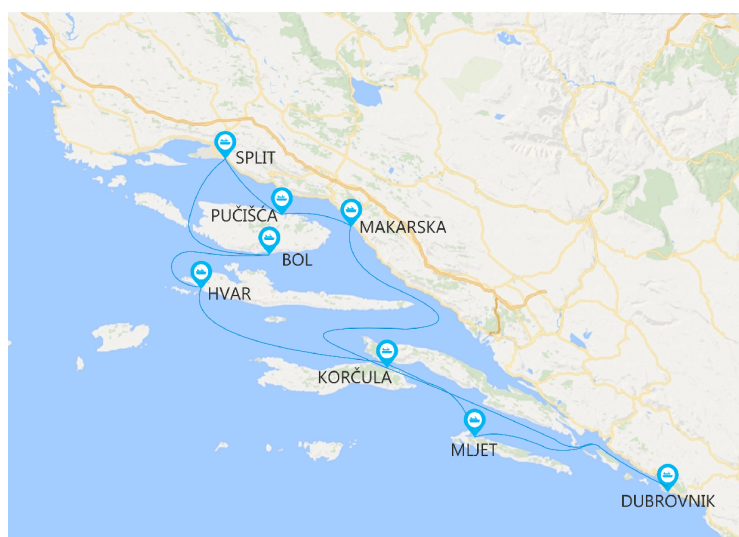 SPLIT
PUČIŠĆA
MAKARSKA
BOL
HVAR
KORČULA
MLJET
DUBROVNIK